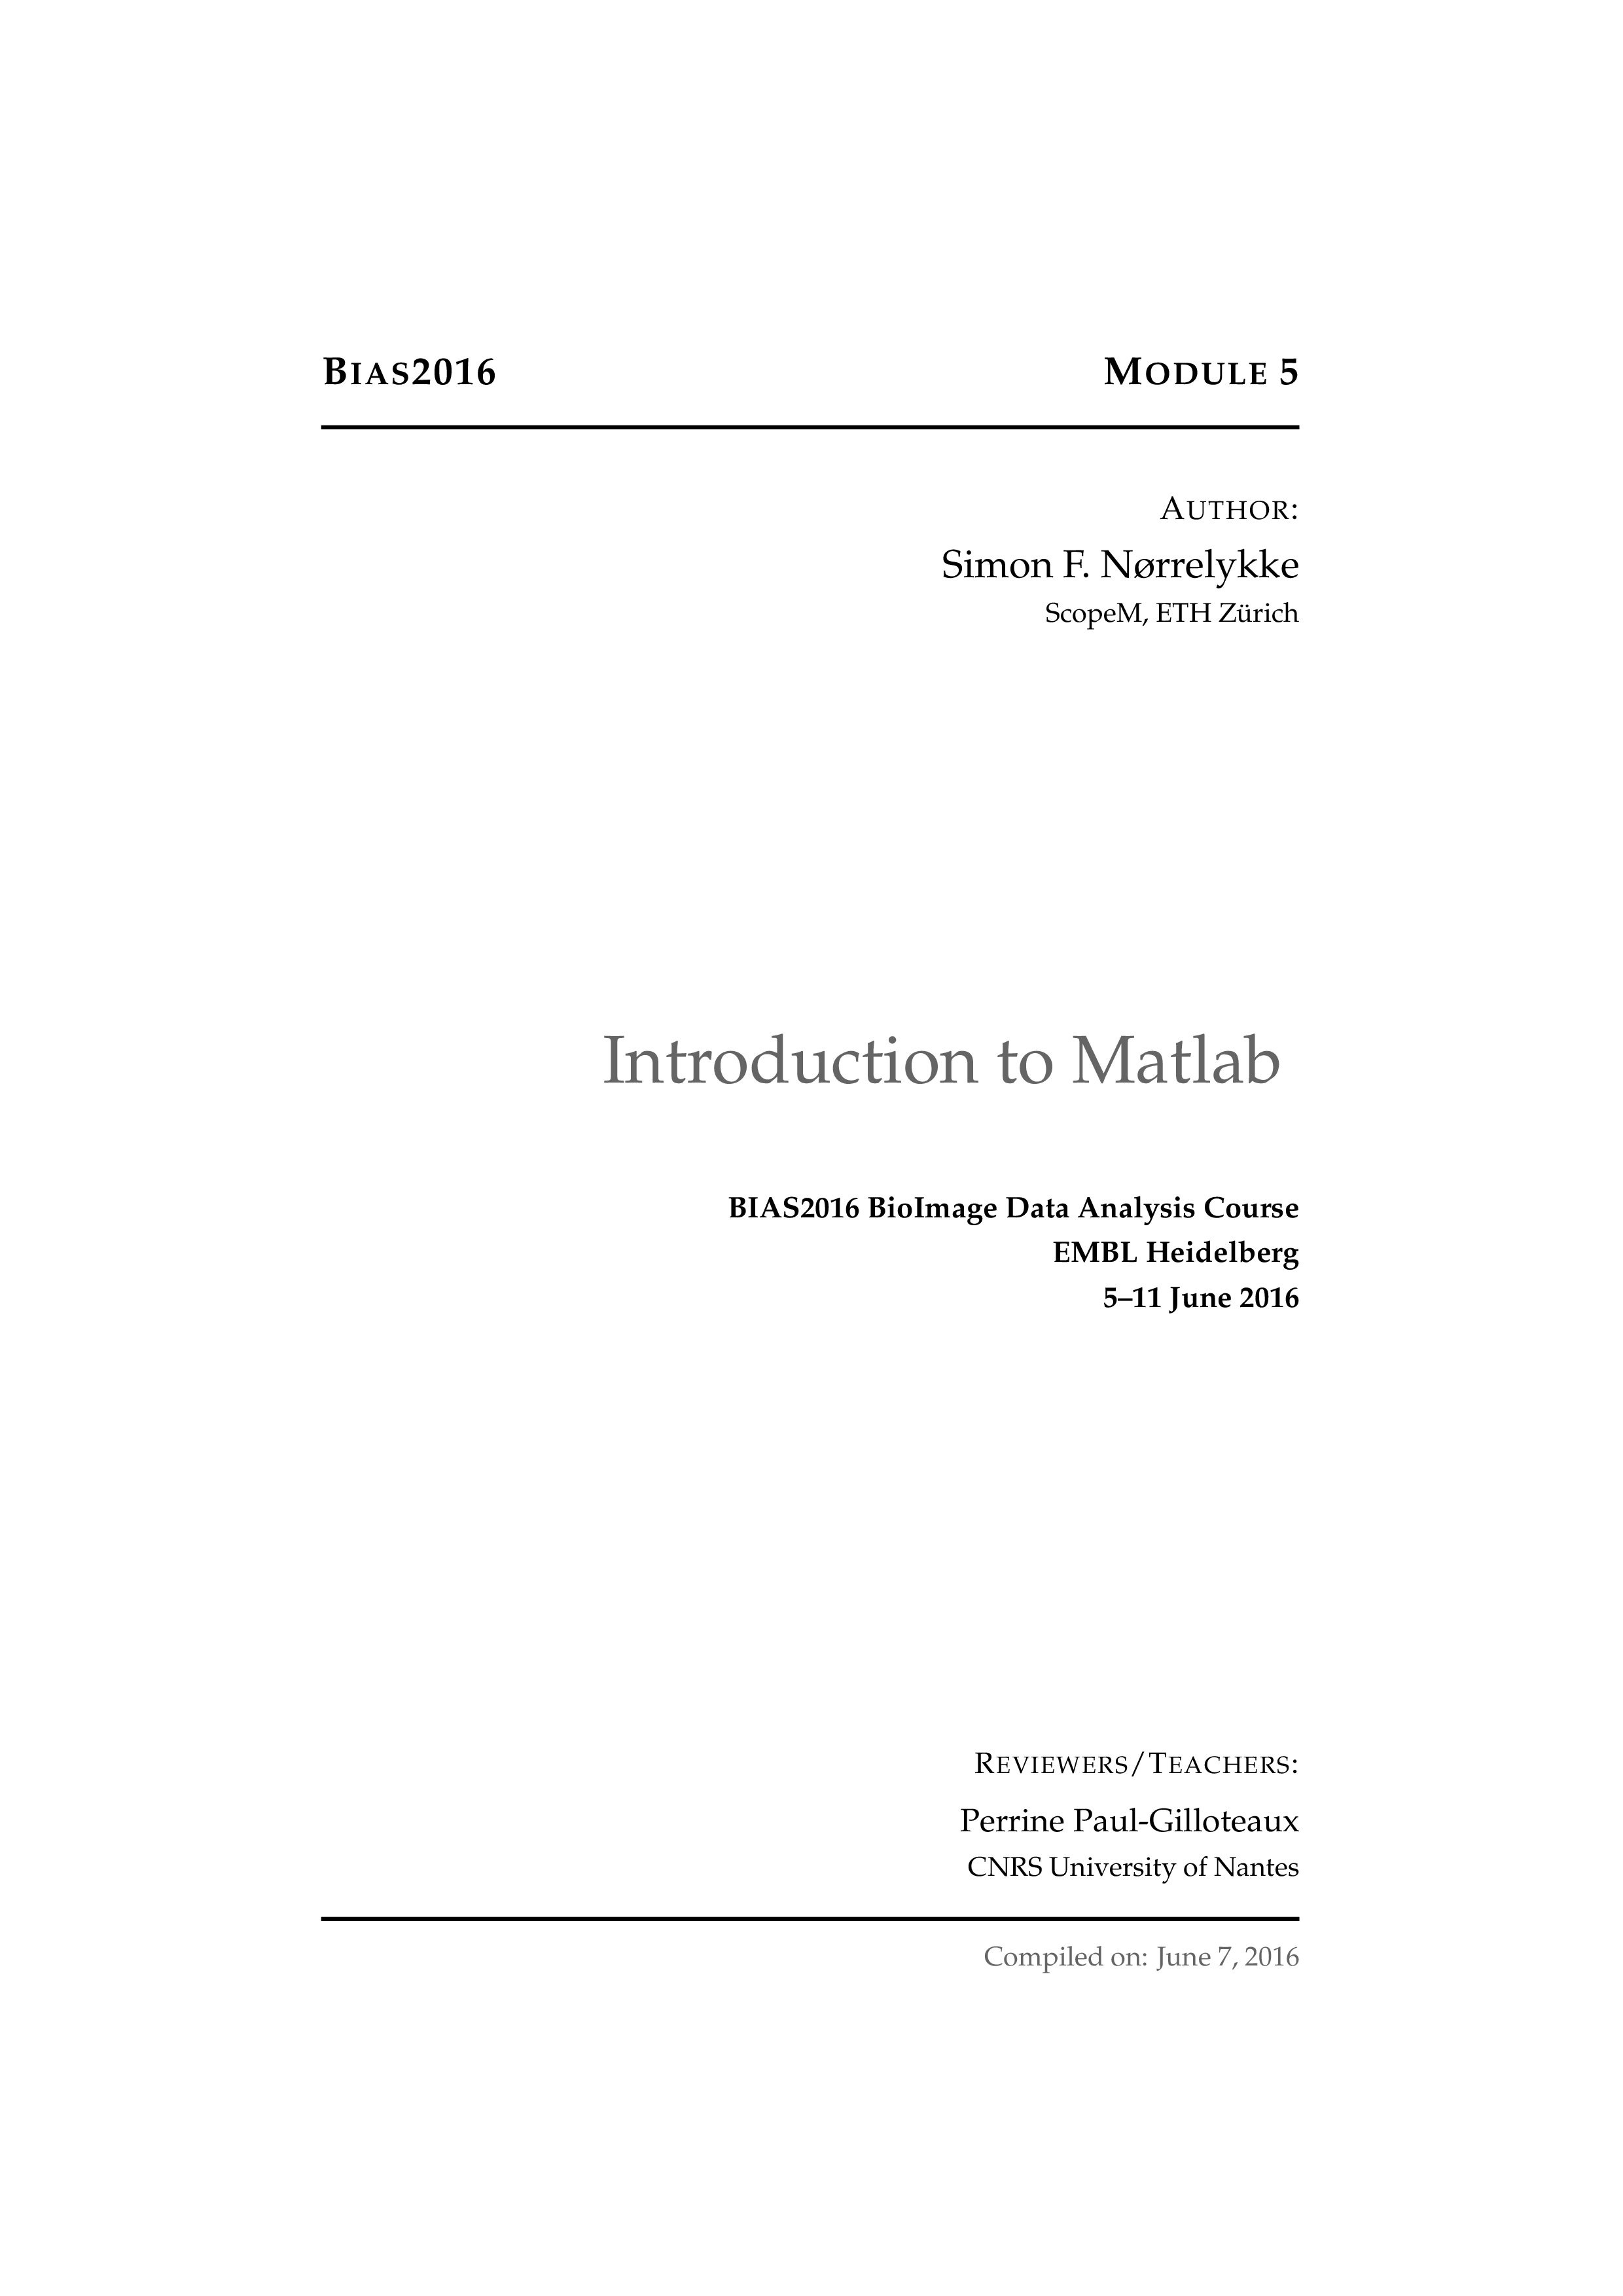 BIAS2016 MODULE 5
AUTHOR:
Simon F. Nørrelykke
ScopeM, ETH Zürich
Introduction to Matlab
BIAS2016 BioImage Data Analysis Course
EMBL Heidelberg
5–11 June 2016
REVIEWERS/TEACHERS:
Perrine Paul-Gilloteaux
CNRS University of Nantes
Compiled on: June 7, 2016